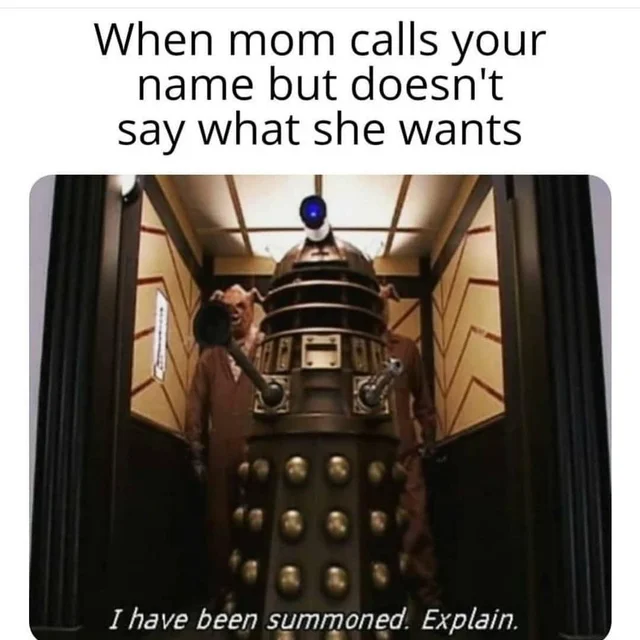 When mom calls your
name but doesn't
say what she wants
I have been summoned. Explain.